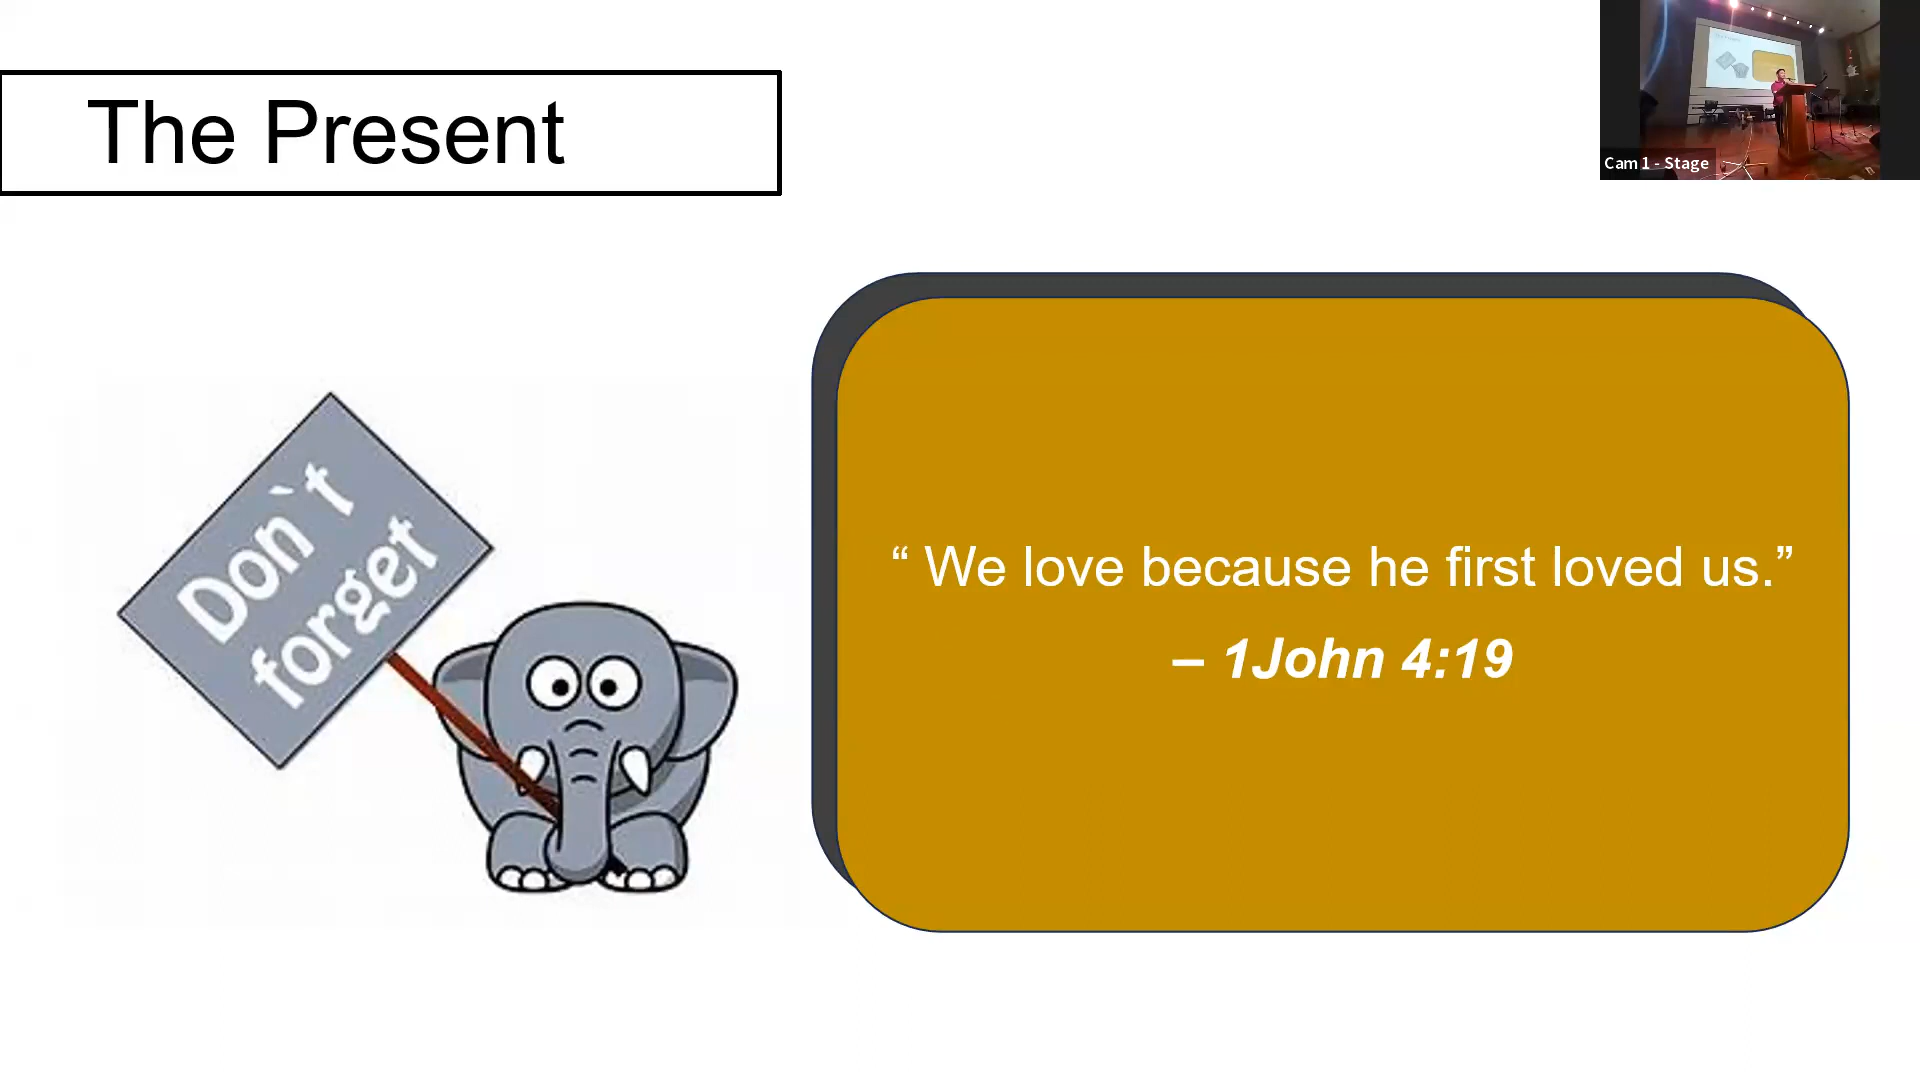 The Present
Cam 1 - Stage
Don`t
forget
“ We love because he first loved us.”
– 1John 4:19